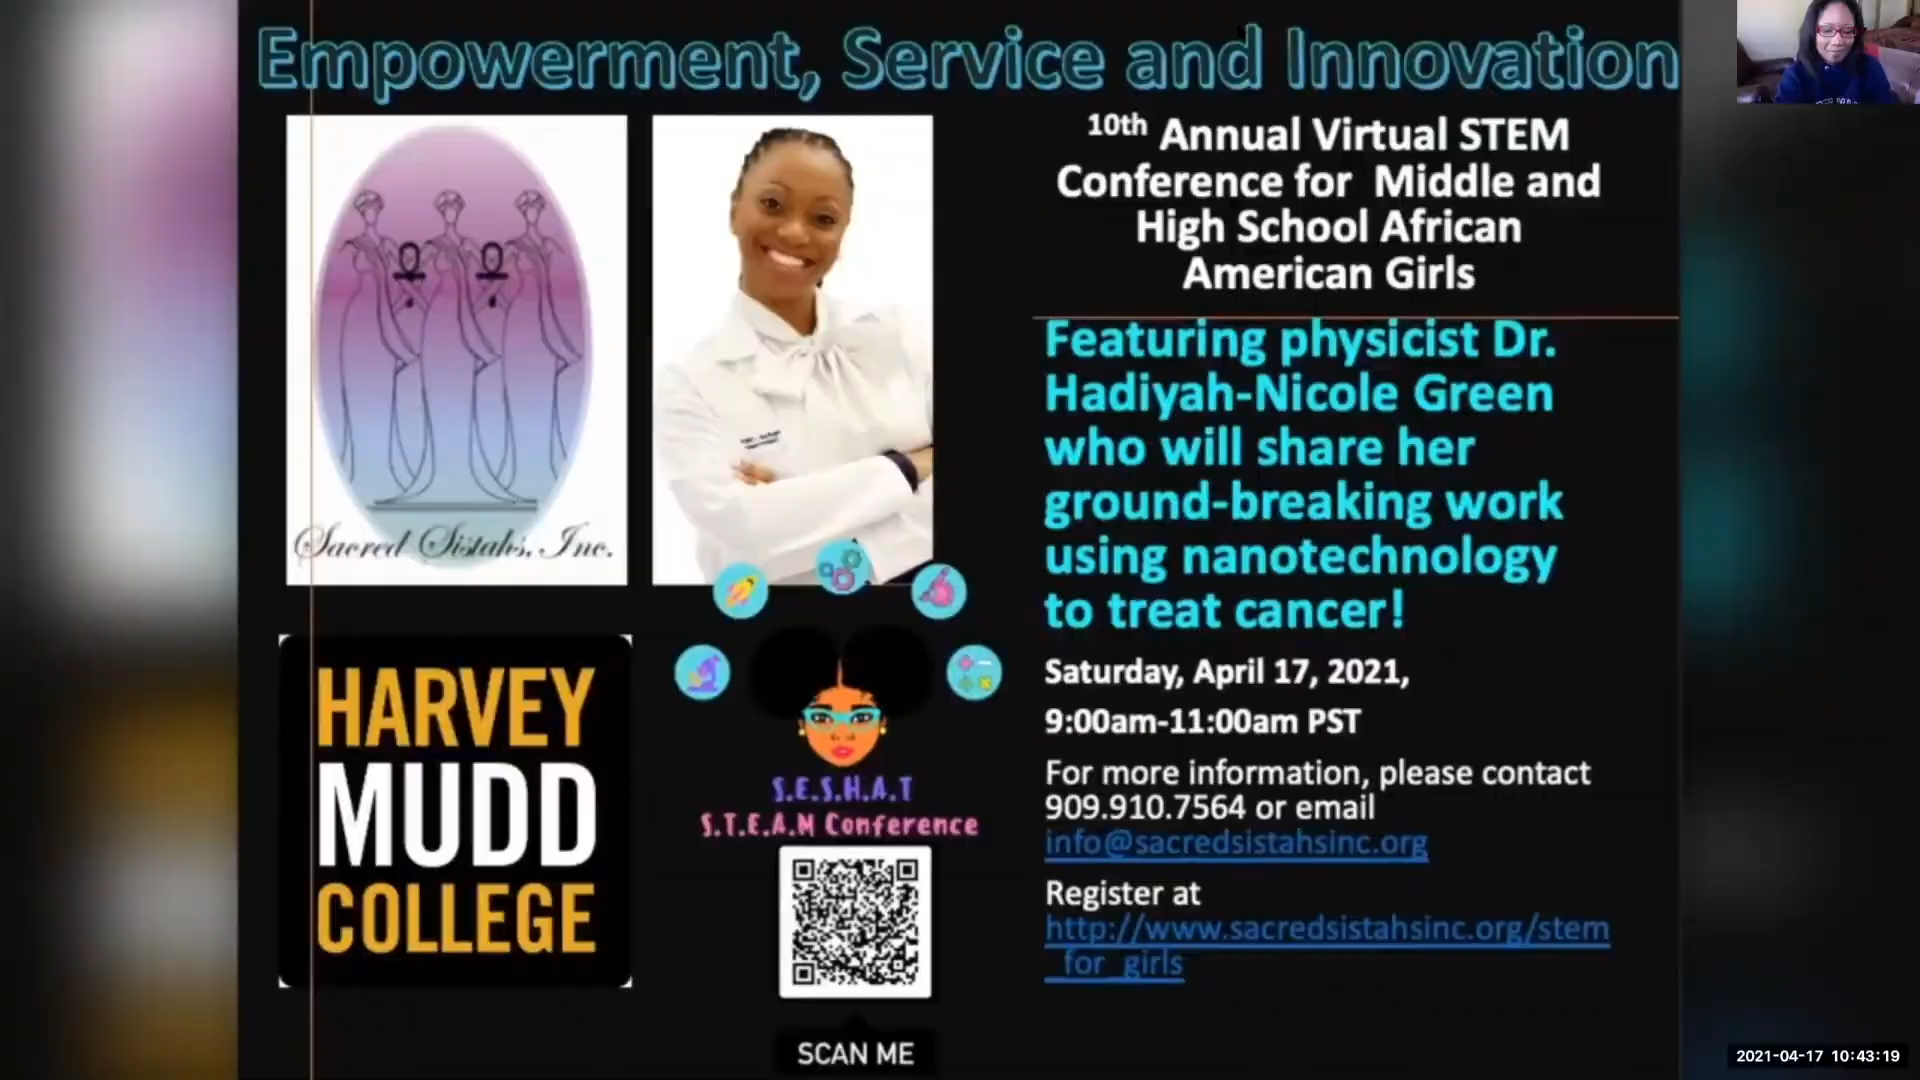 Empowerment, Service and Innovation
10th Annual Virtual STEM
Conference for Middle and
High School African
American Girls
Sacred Sistahs, Inc.
Featuring physicist Dr.
Hadiyah-Nicole Green
who will share her
ground-breaking work
using nanotechnology
to treat cancer!
HARVEY
MUDD
COLLEGE
S.E.S.H.A.T
S.T.E.A.M Conference
SCAN ME
Saturday, April 17, 2021,
9:00am-11:00am PST
For more information, please contact
909.910.7564 or email
info@sacredsistahsinc.org
Register at
http://www.sacredsistahsinc.org/stem
_for_girls
2021-04-17 10:43:19